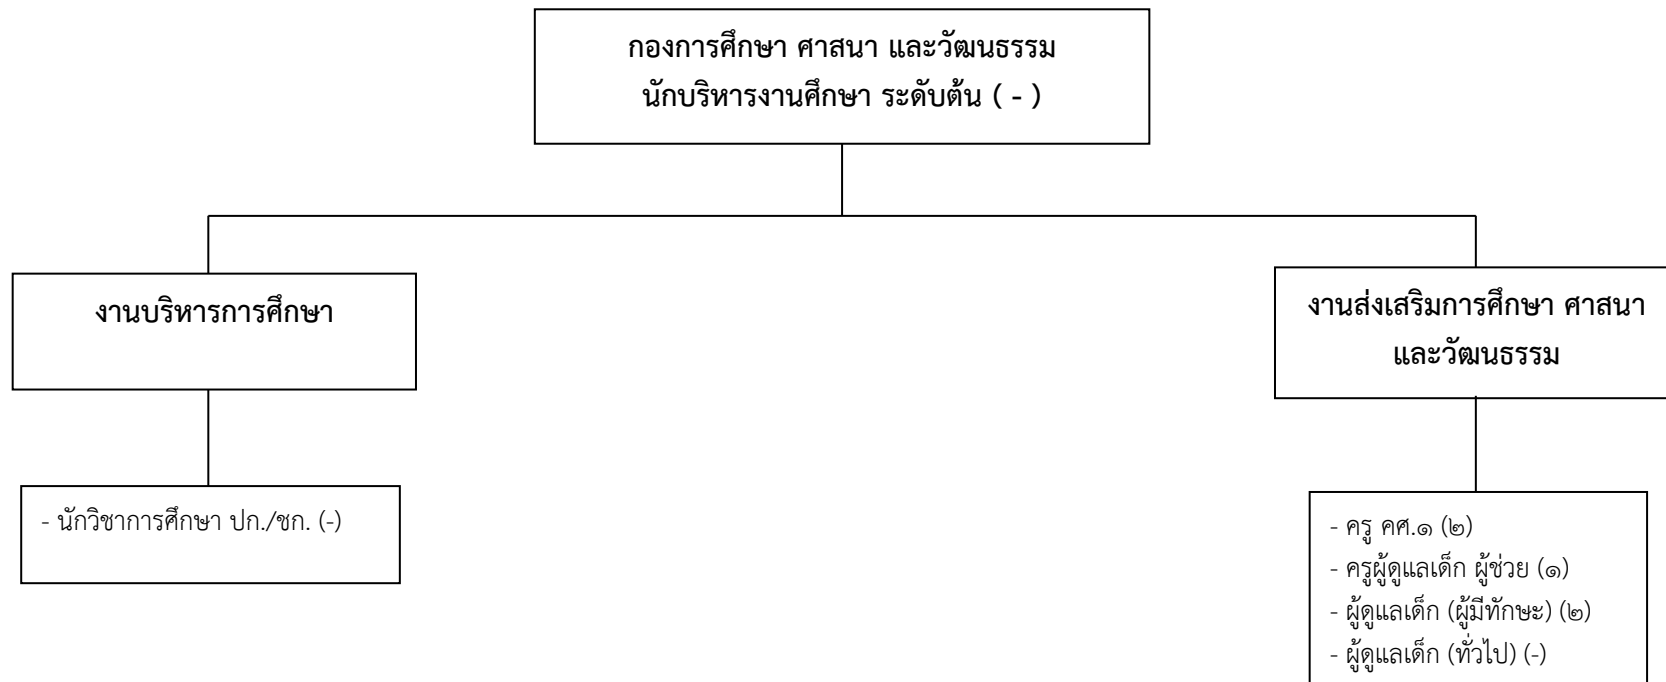 กองการศึกษา ศาสนา และวัฒนธรรม
นักบริหารงานศึกษา ระดับต้น ( - )
งานบริหารการศึกษา
งานส่งเสริมการศึกษา ศาสนา
และวัฒนธรรม
- นักวิชาการศึกษา ปก./ชก. (-)
- ครู คศ.๑ (๒)
- ครูผู้ดูแลเด็ก ผู้ช่วย (๑)
- ผู้ดูแลเด็ก (ผู้มีทักษะ) (๒)
- ผู้ดูแลเด็ก (ทั่วไป) (-)